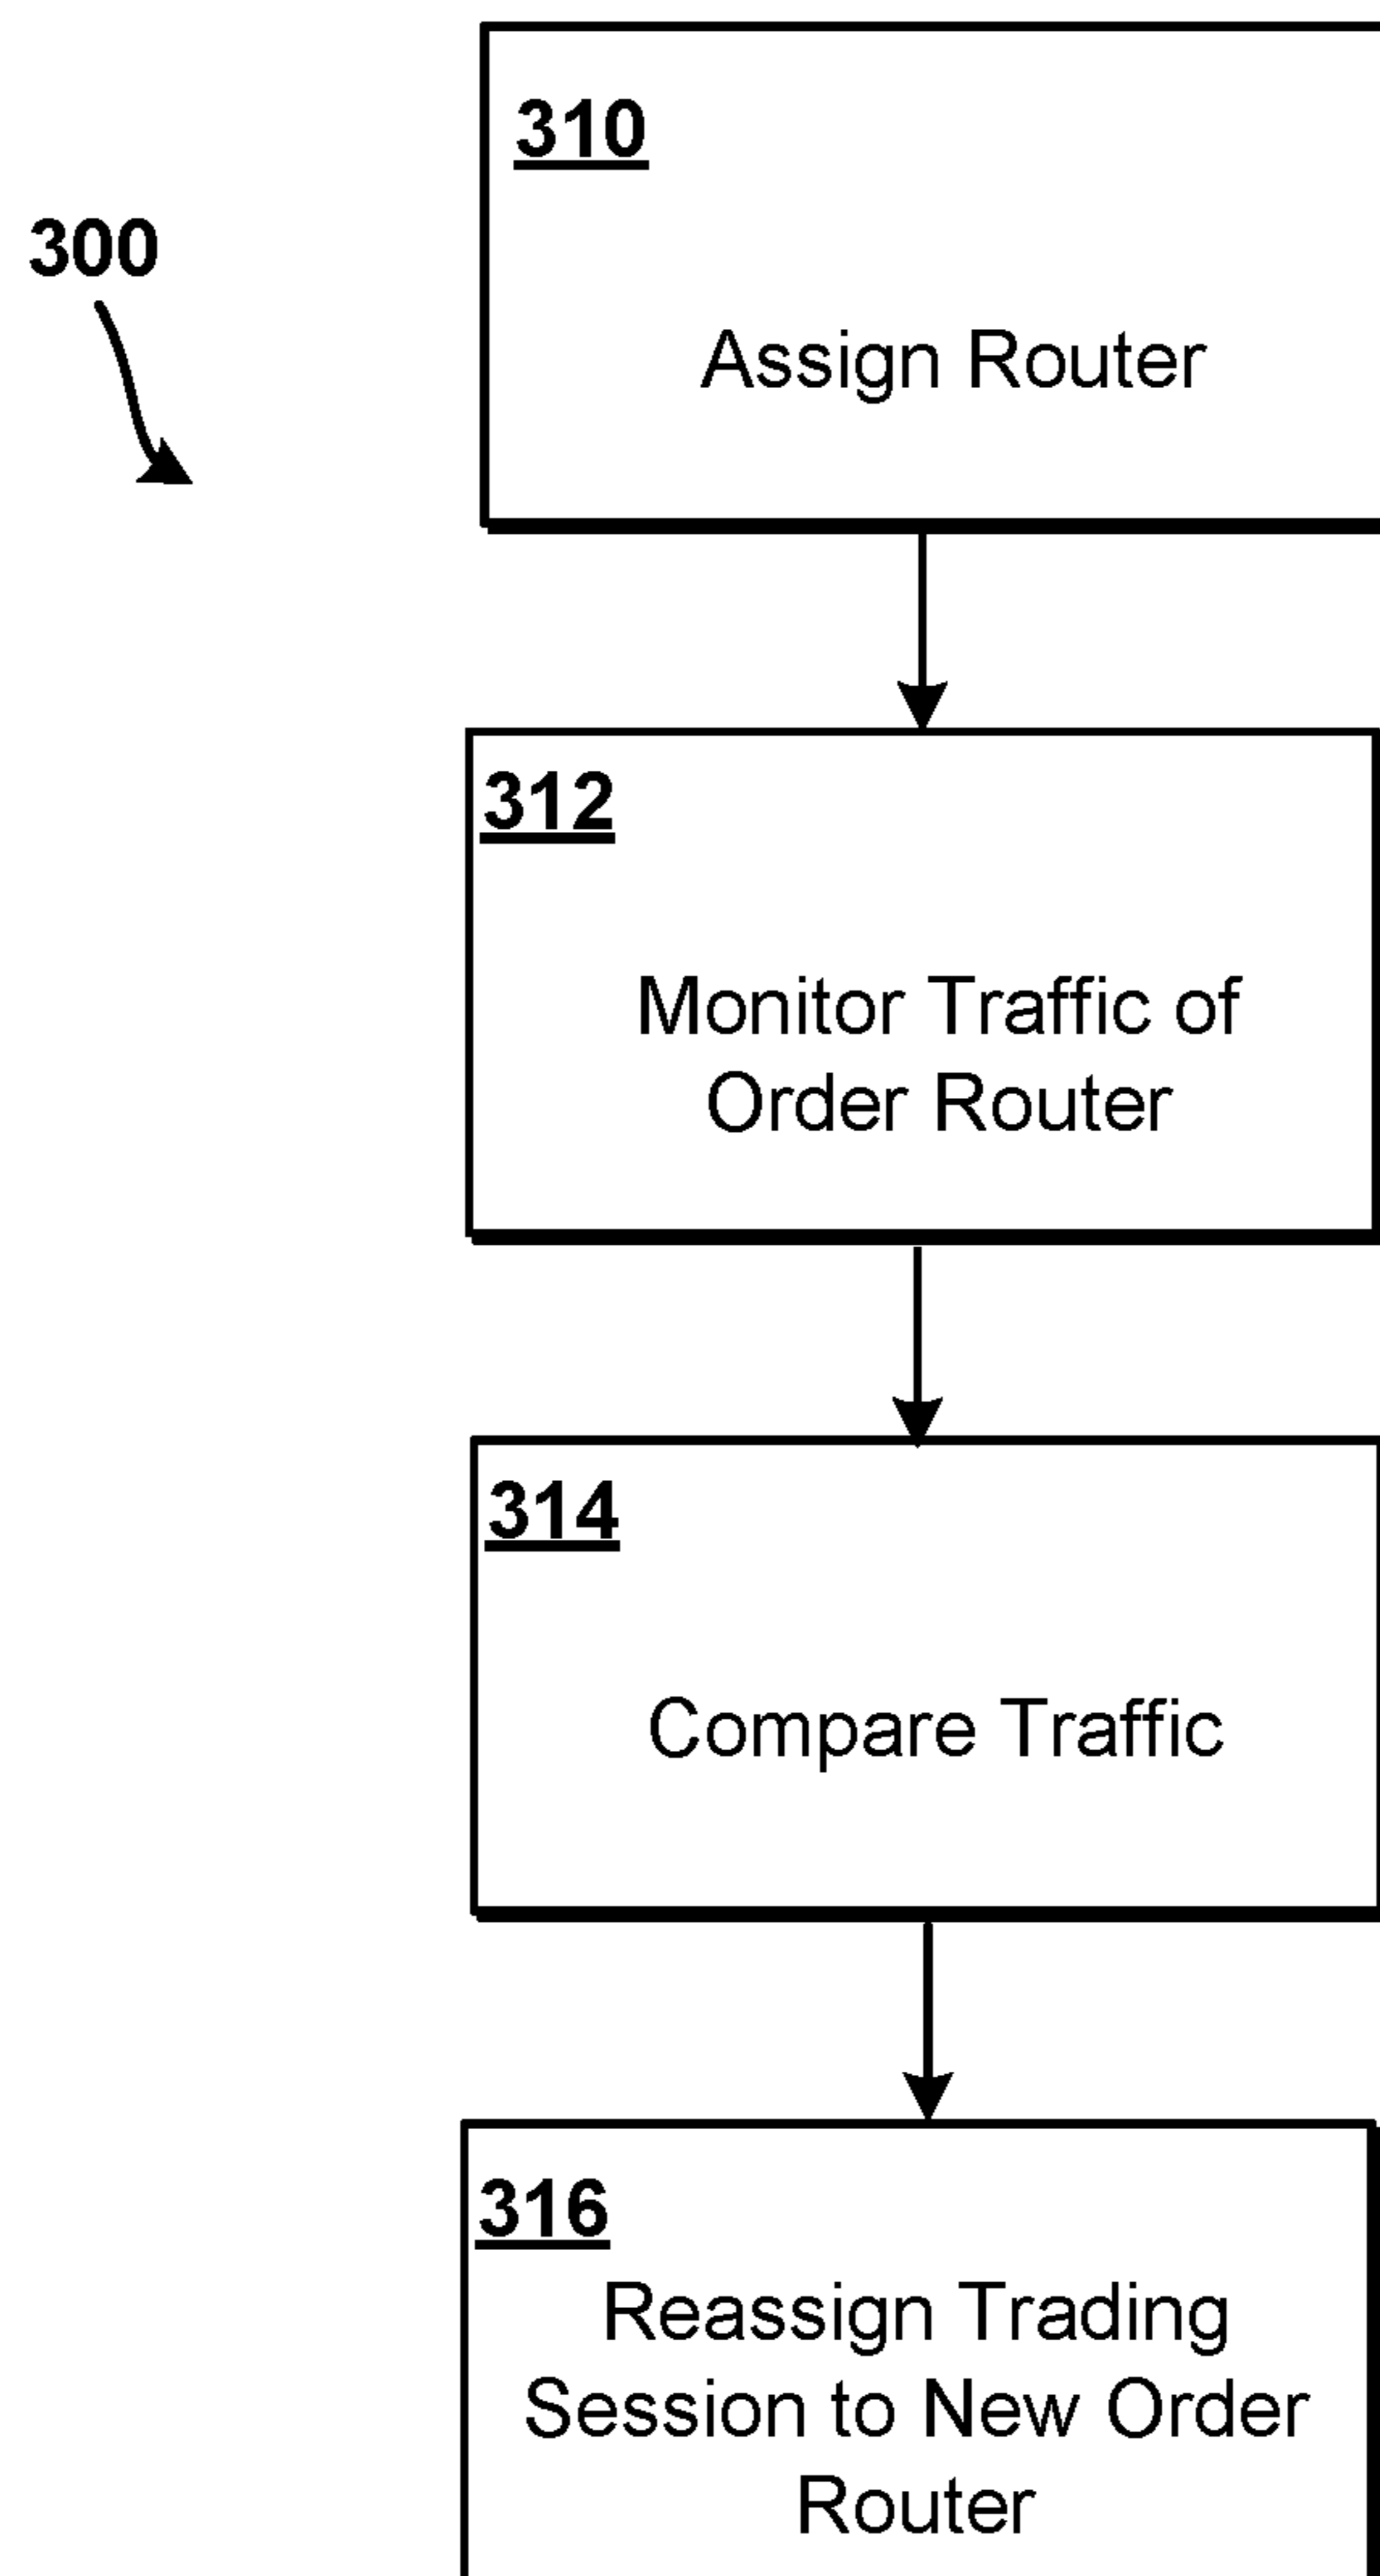 310
300
Assign Router
312
Monitor Traffic of
Order Router
314
Compare Traffic
316
Reassign Trading
Session to New Order
Router